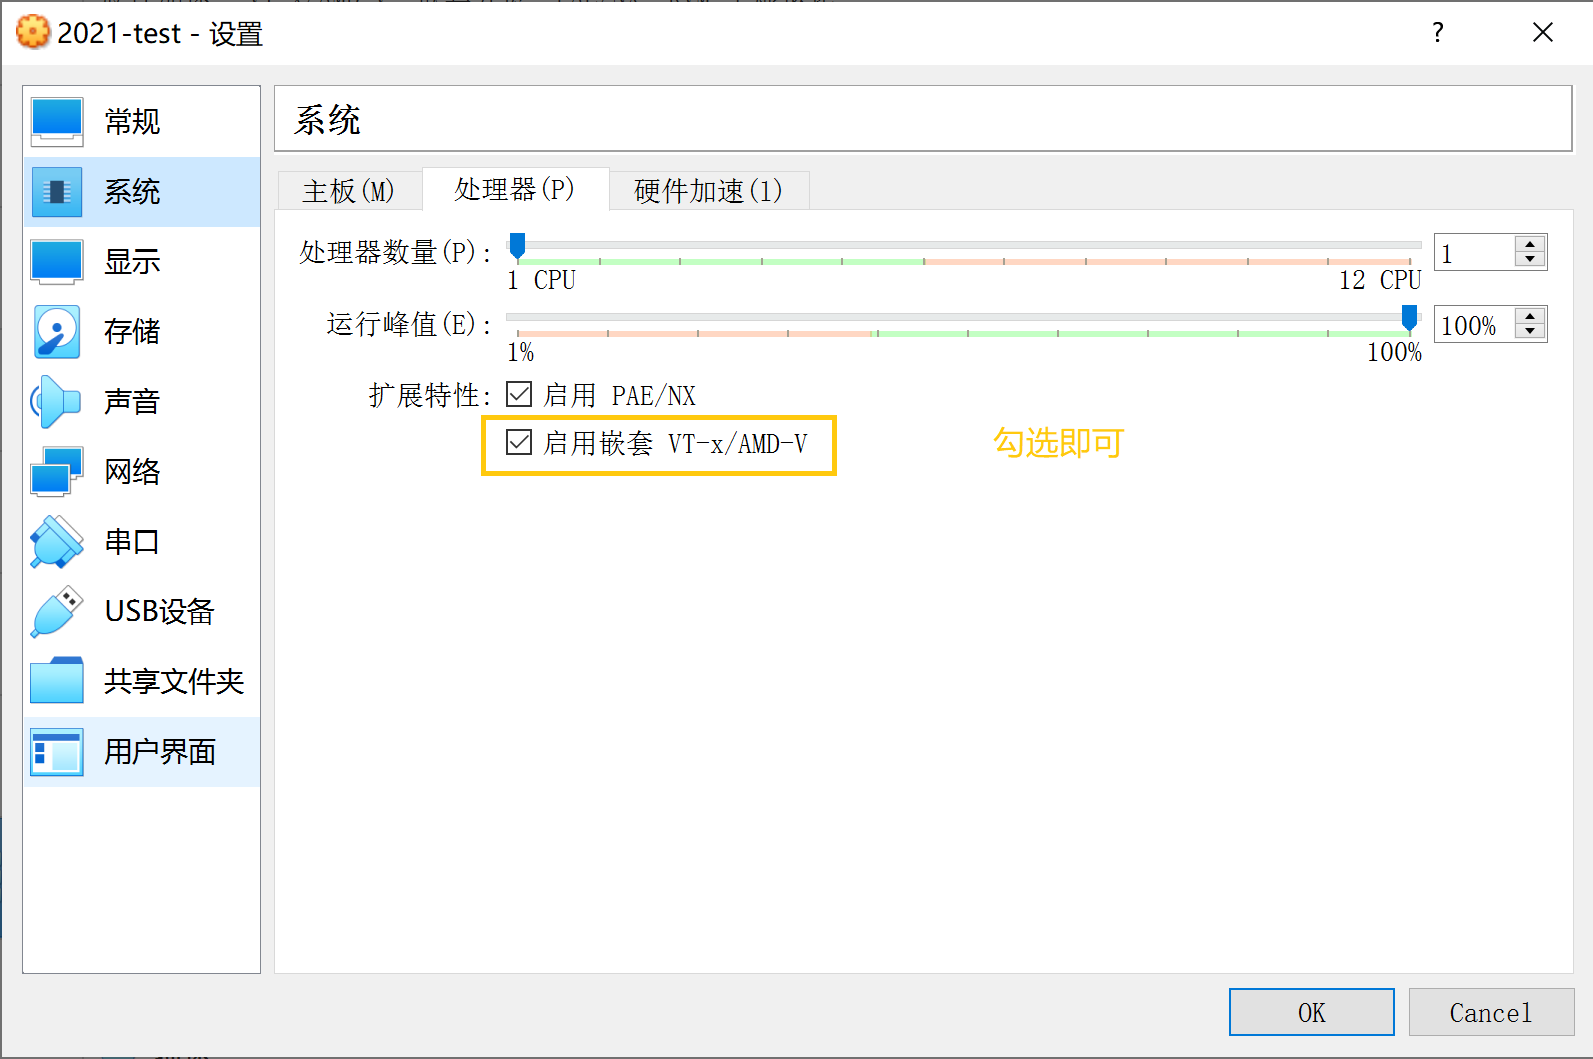 2021-test - 设置
?
常规
系统
显示
存储
声音
网络
串口
USB设备
共享文件夹
用户界面
系统
主板(M)
处理器(P)
硬件加速(l)
处理器数量(P):
1
1 CPU
12 CPU
运行峰值(E):
100%
1%
100%
扩展特性:
启用 PAE/NX
启用嵌套 VT-x/AMD-V
勾选即可
OK
Cancel